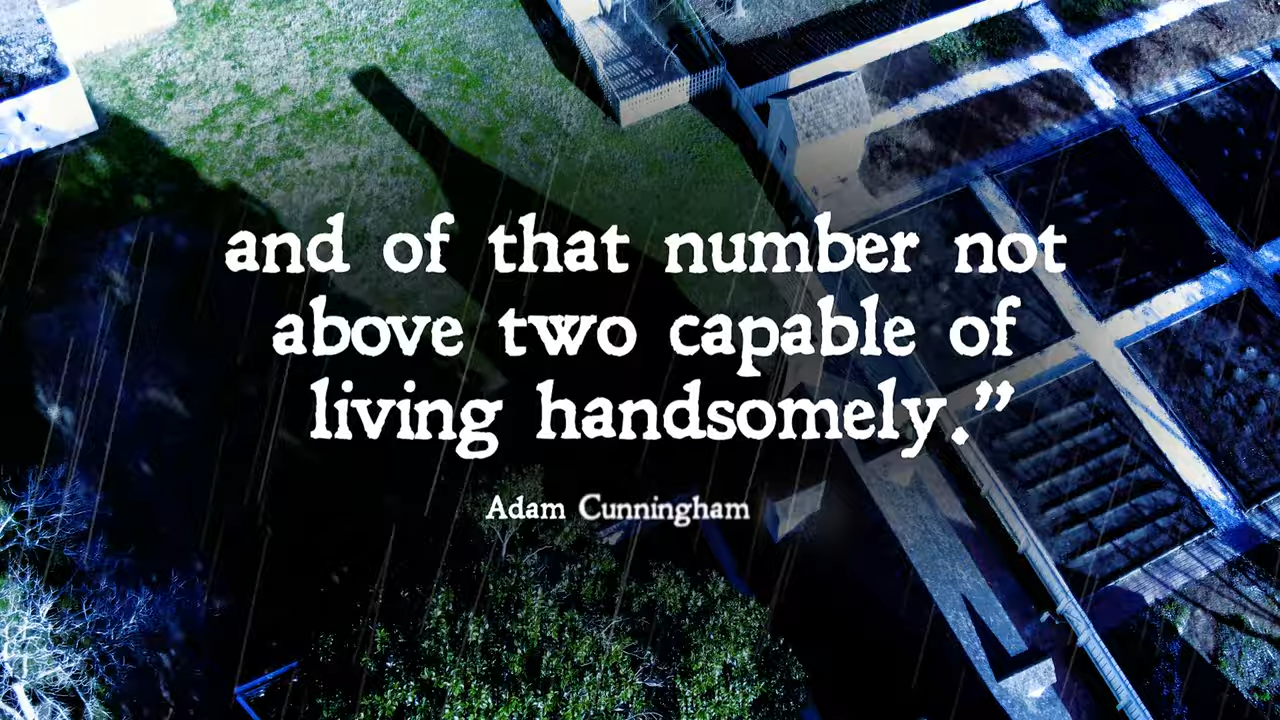 and of that number not
above two capable of
living handsomely.”
Adam Cunningham